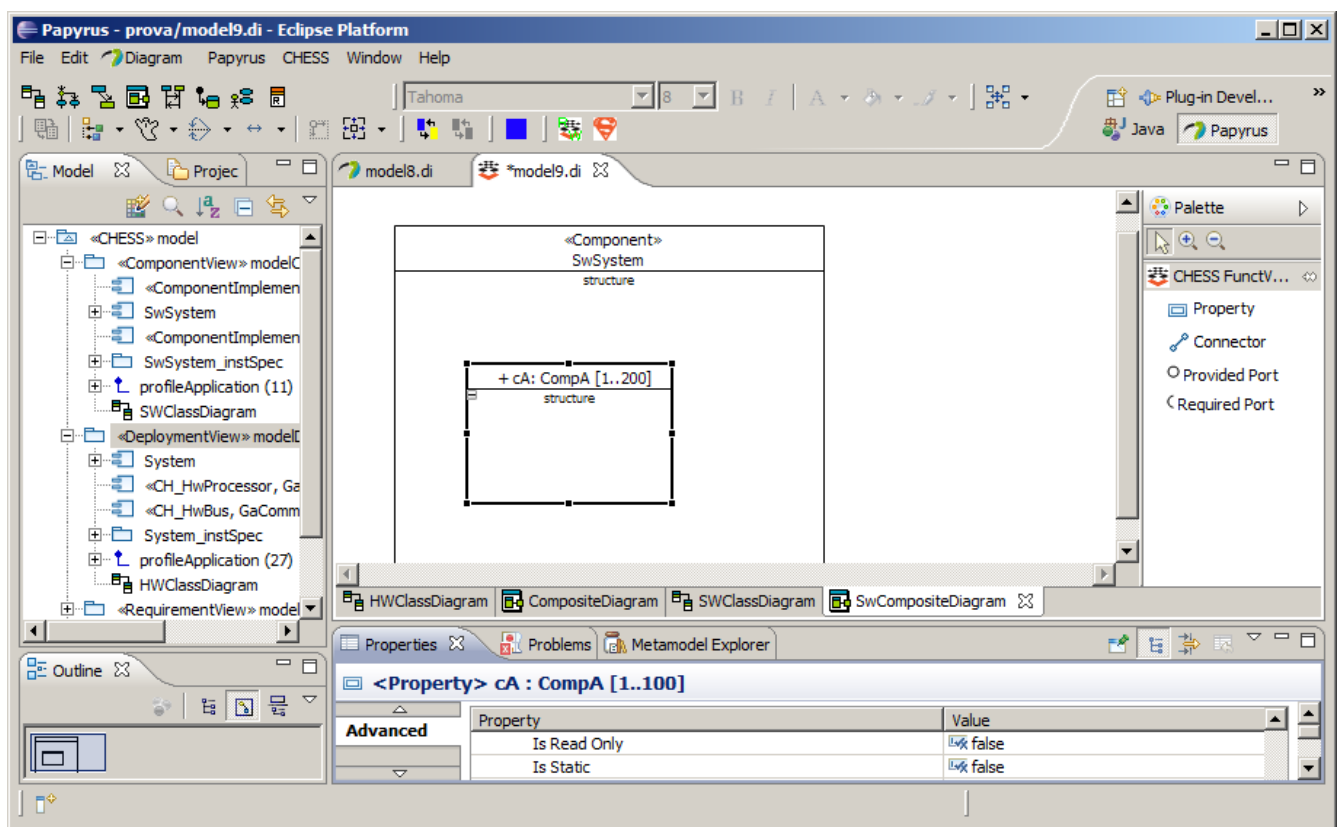 Papyrus - prova/model9.di - Eclipse Platform
File Edit Diagram Papyrus CHESS Window Help
Tahoma 8 B I A Plug-in Devel... »
Java Papyrus
Model Projec
model8.di *model9.di
«CHESS» model
«ComponentView» modelC
«ComponentImplemen
SwSystem
«ComponentImplemen
SwSystem_instSpec
profileApplication (11)
SWClassDiagram
«DeploymentView» modelD
System
«CH_HwProcessor, Ga
«CH_HwBus, GaComm
System_instSpec
profileApplication (27)
HWClassDiagram
«RequirementView» model
«Component»
SwSystem
structure
+ cA: CompA [1..200]
structure
Palette
CHESS FunctV...
Property
Connector
Provided Port
Required Port
HWClassDiagram CompositeDiagram SWClassDiagram SwCompositeDiagram
Outline
Properties Problems Metamodel Explorer
<Property> cA : CompA [1..100]
Advanced
Property Value
Is Read Only false
Is Static false